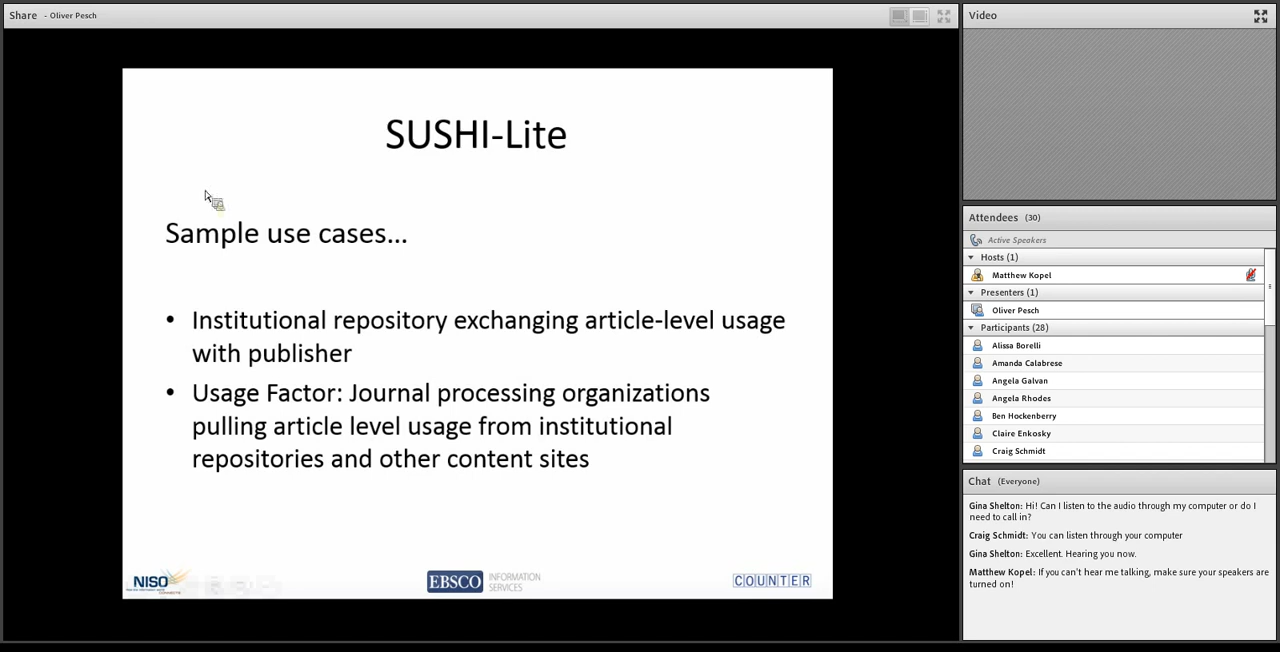 Share - Oliver Pesch
SUSHI-Lite
Sample use cases...
• Institutional repository exchanging article-level usage
with publisher
• Usage Factor: Journal processing organizations
pulling article level usage from institutional
repositories and other content sites
NISO
EBSCO
INFORMATION
SERVICES
COUNTER
Video
Attendees (30)
Active Speakers
Hosts (1)
Matthew Kopel
Presenters (1)
Oliver Pesch
Participants (28)
Alissa Borelli
Amanda Calabrese
Angela Galvan
Angela Rhodes
Ben Hockenberry
Claire Enkosky
Craig Schmidt
Chat (Everyone)
Gina Shelton: Hi! Can I listen to the audio through my computer or do I
need to call in?
Craig Schmidt: You can listen through your computer
Gina Shelton: Excellent. Hearing you now.
Matthew Kopel: If you can't hear me talking, make sure your speakers are
turned on!